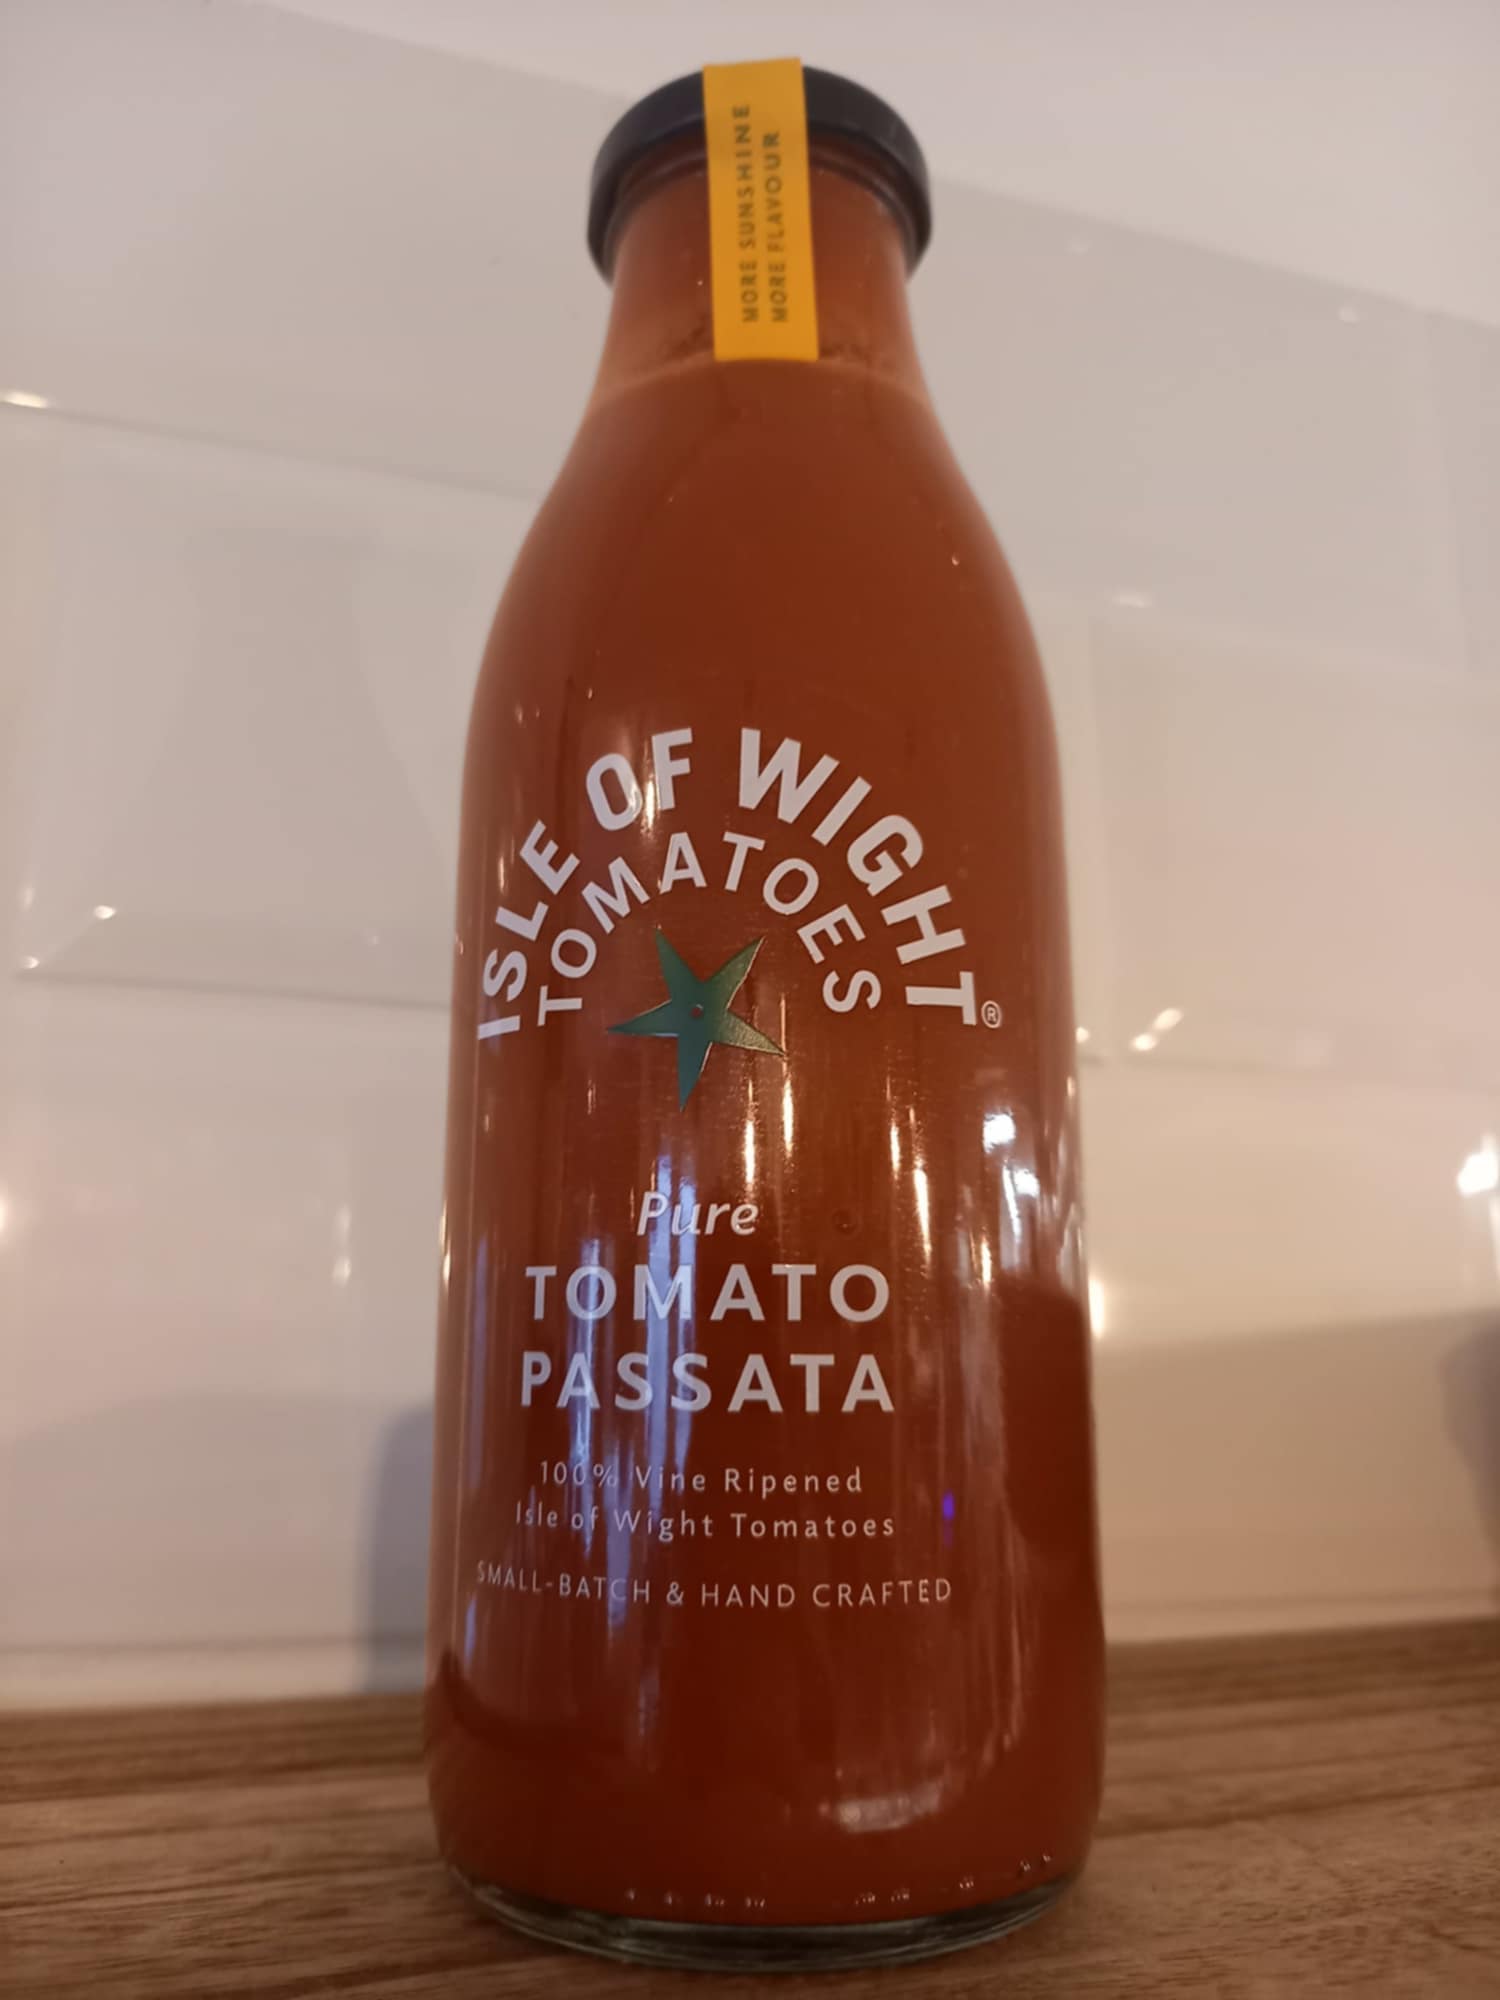 MORE SUNSHINE
MORE FLAVOUR
ISLE OF WIGHT
TOMATOES
®
Pure
TOMATO
PASSATA
100% Vine Ripened
Isle of Wight Tomatoes
SMALL-BATCH & HAND CRAFTED